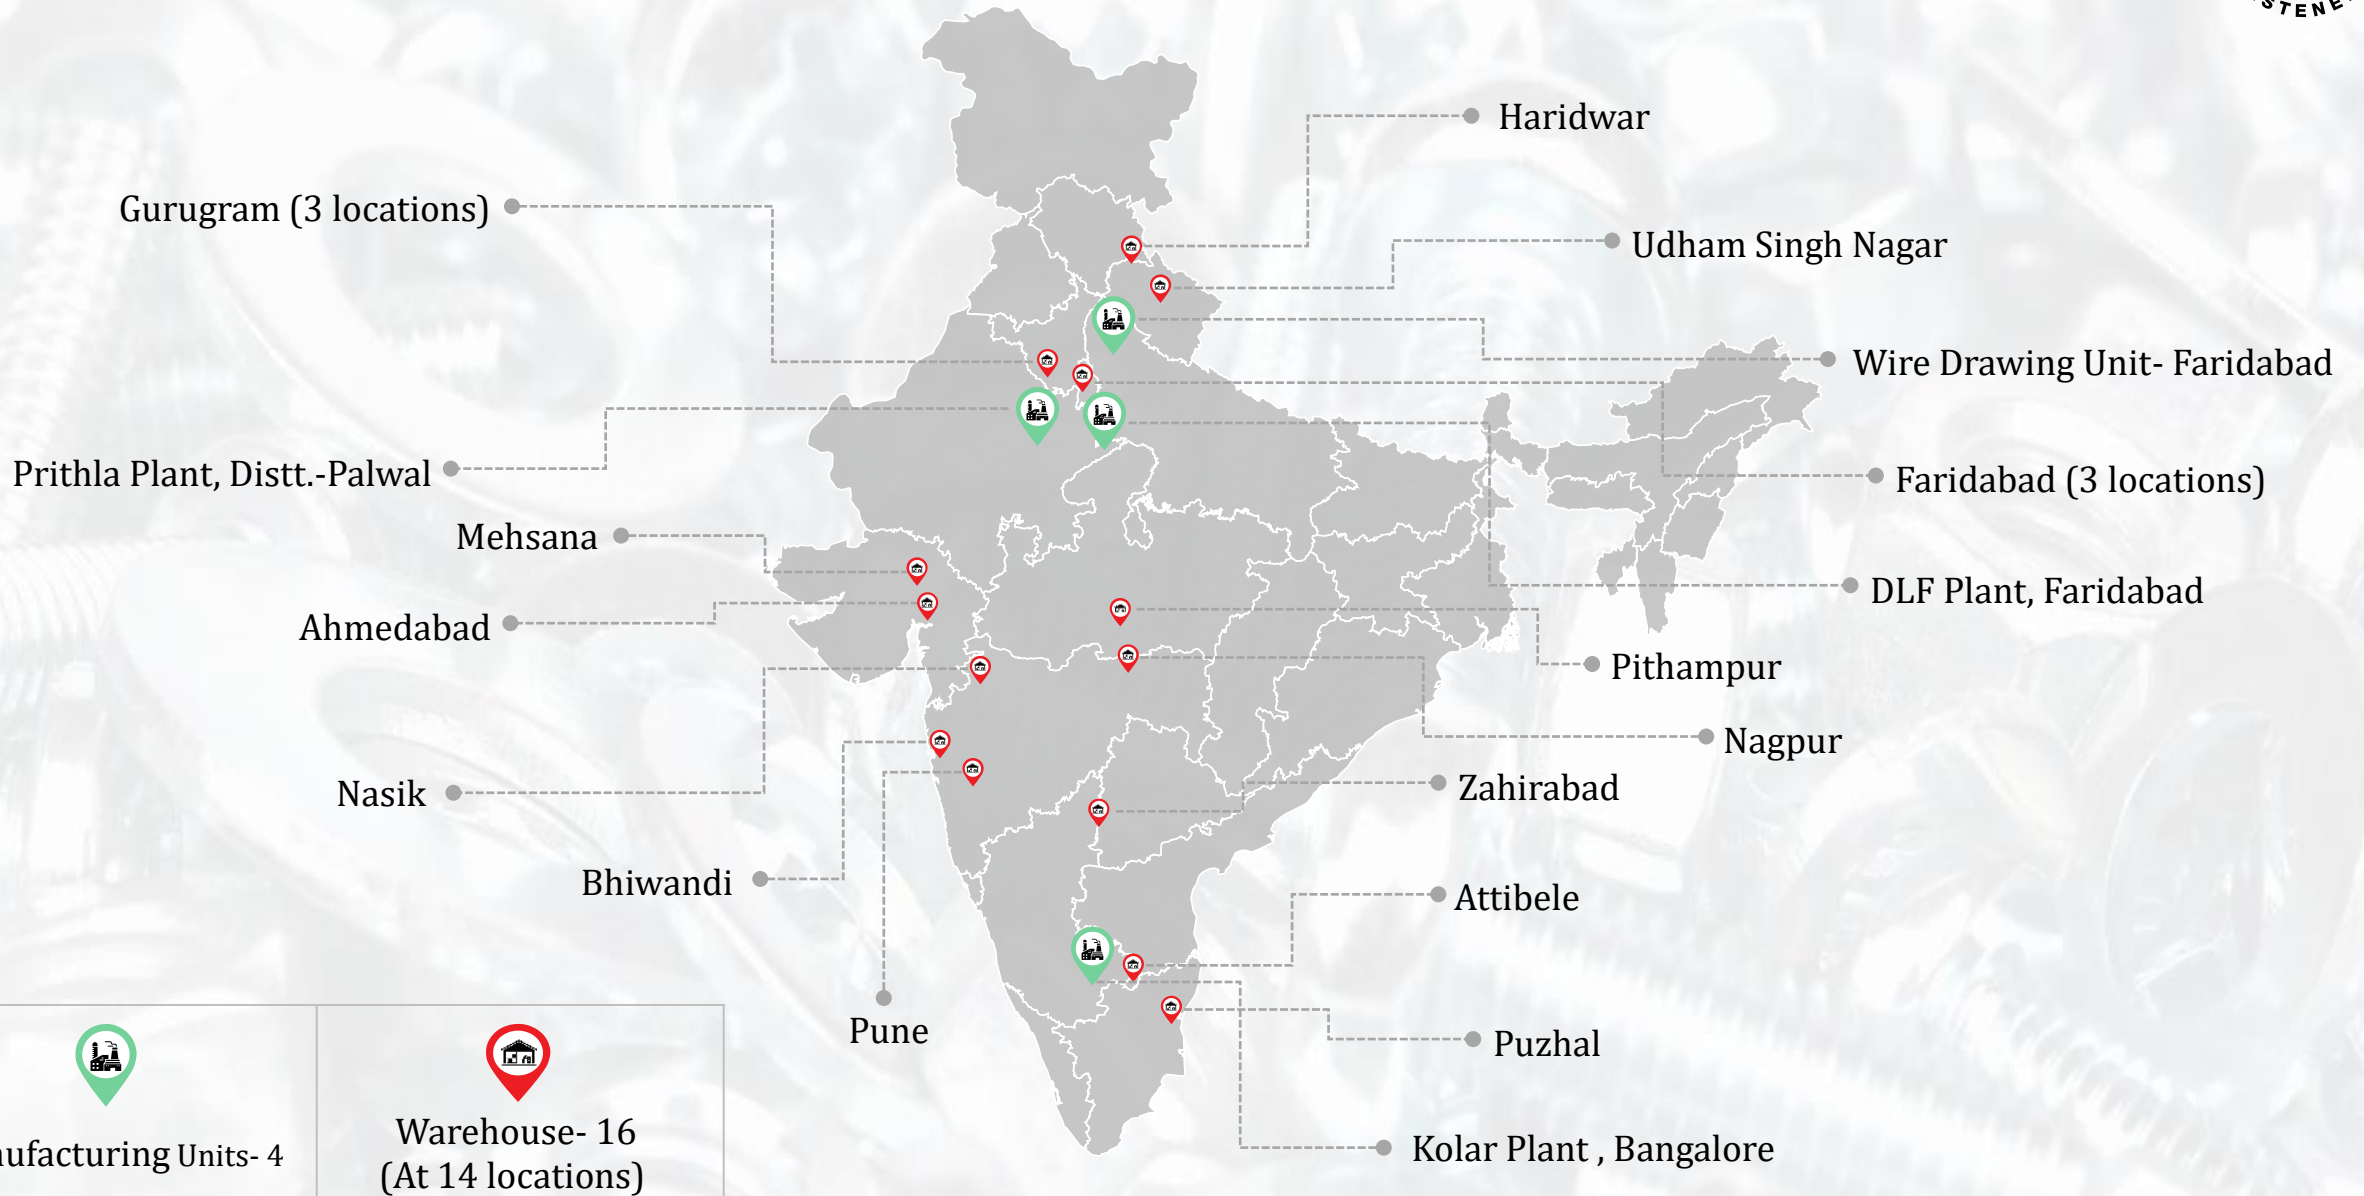 Haridwar
Gurugram (3 locations)
Udham Singh Nagar
Wire Drawing Unit- Faridabad
Prithla Plant, Distt.-Palwal
Faridabad (3 locations)
Mehsana
DLF Plant, Faridabad
Ahmedabad
Pithampur
Nagpur
Nasik
Zahirabad
Bhiwandi
Attibele
Pune
Puzhal
Kolar Plant , Bangalore
Units- 4
Warehouse- 16
(At 14 locations)